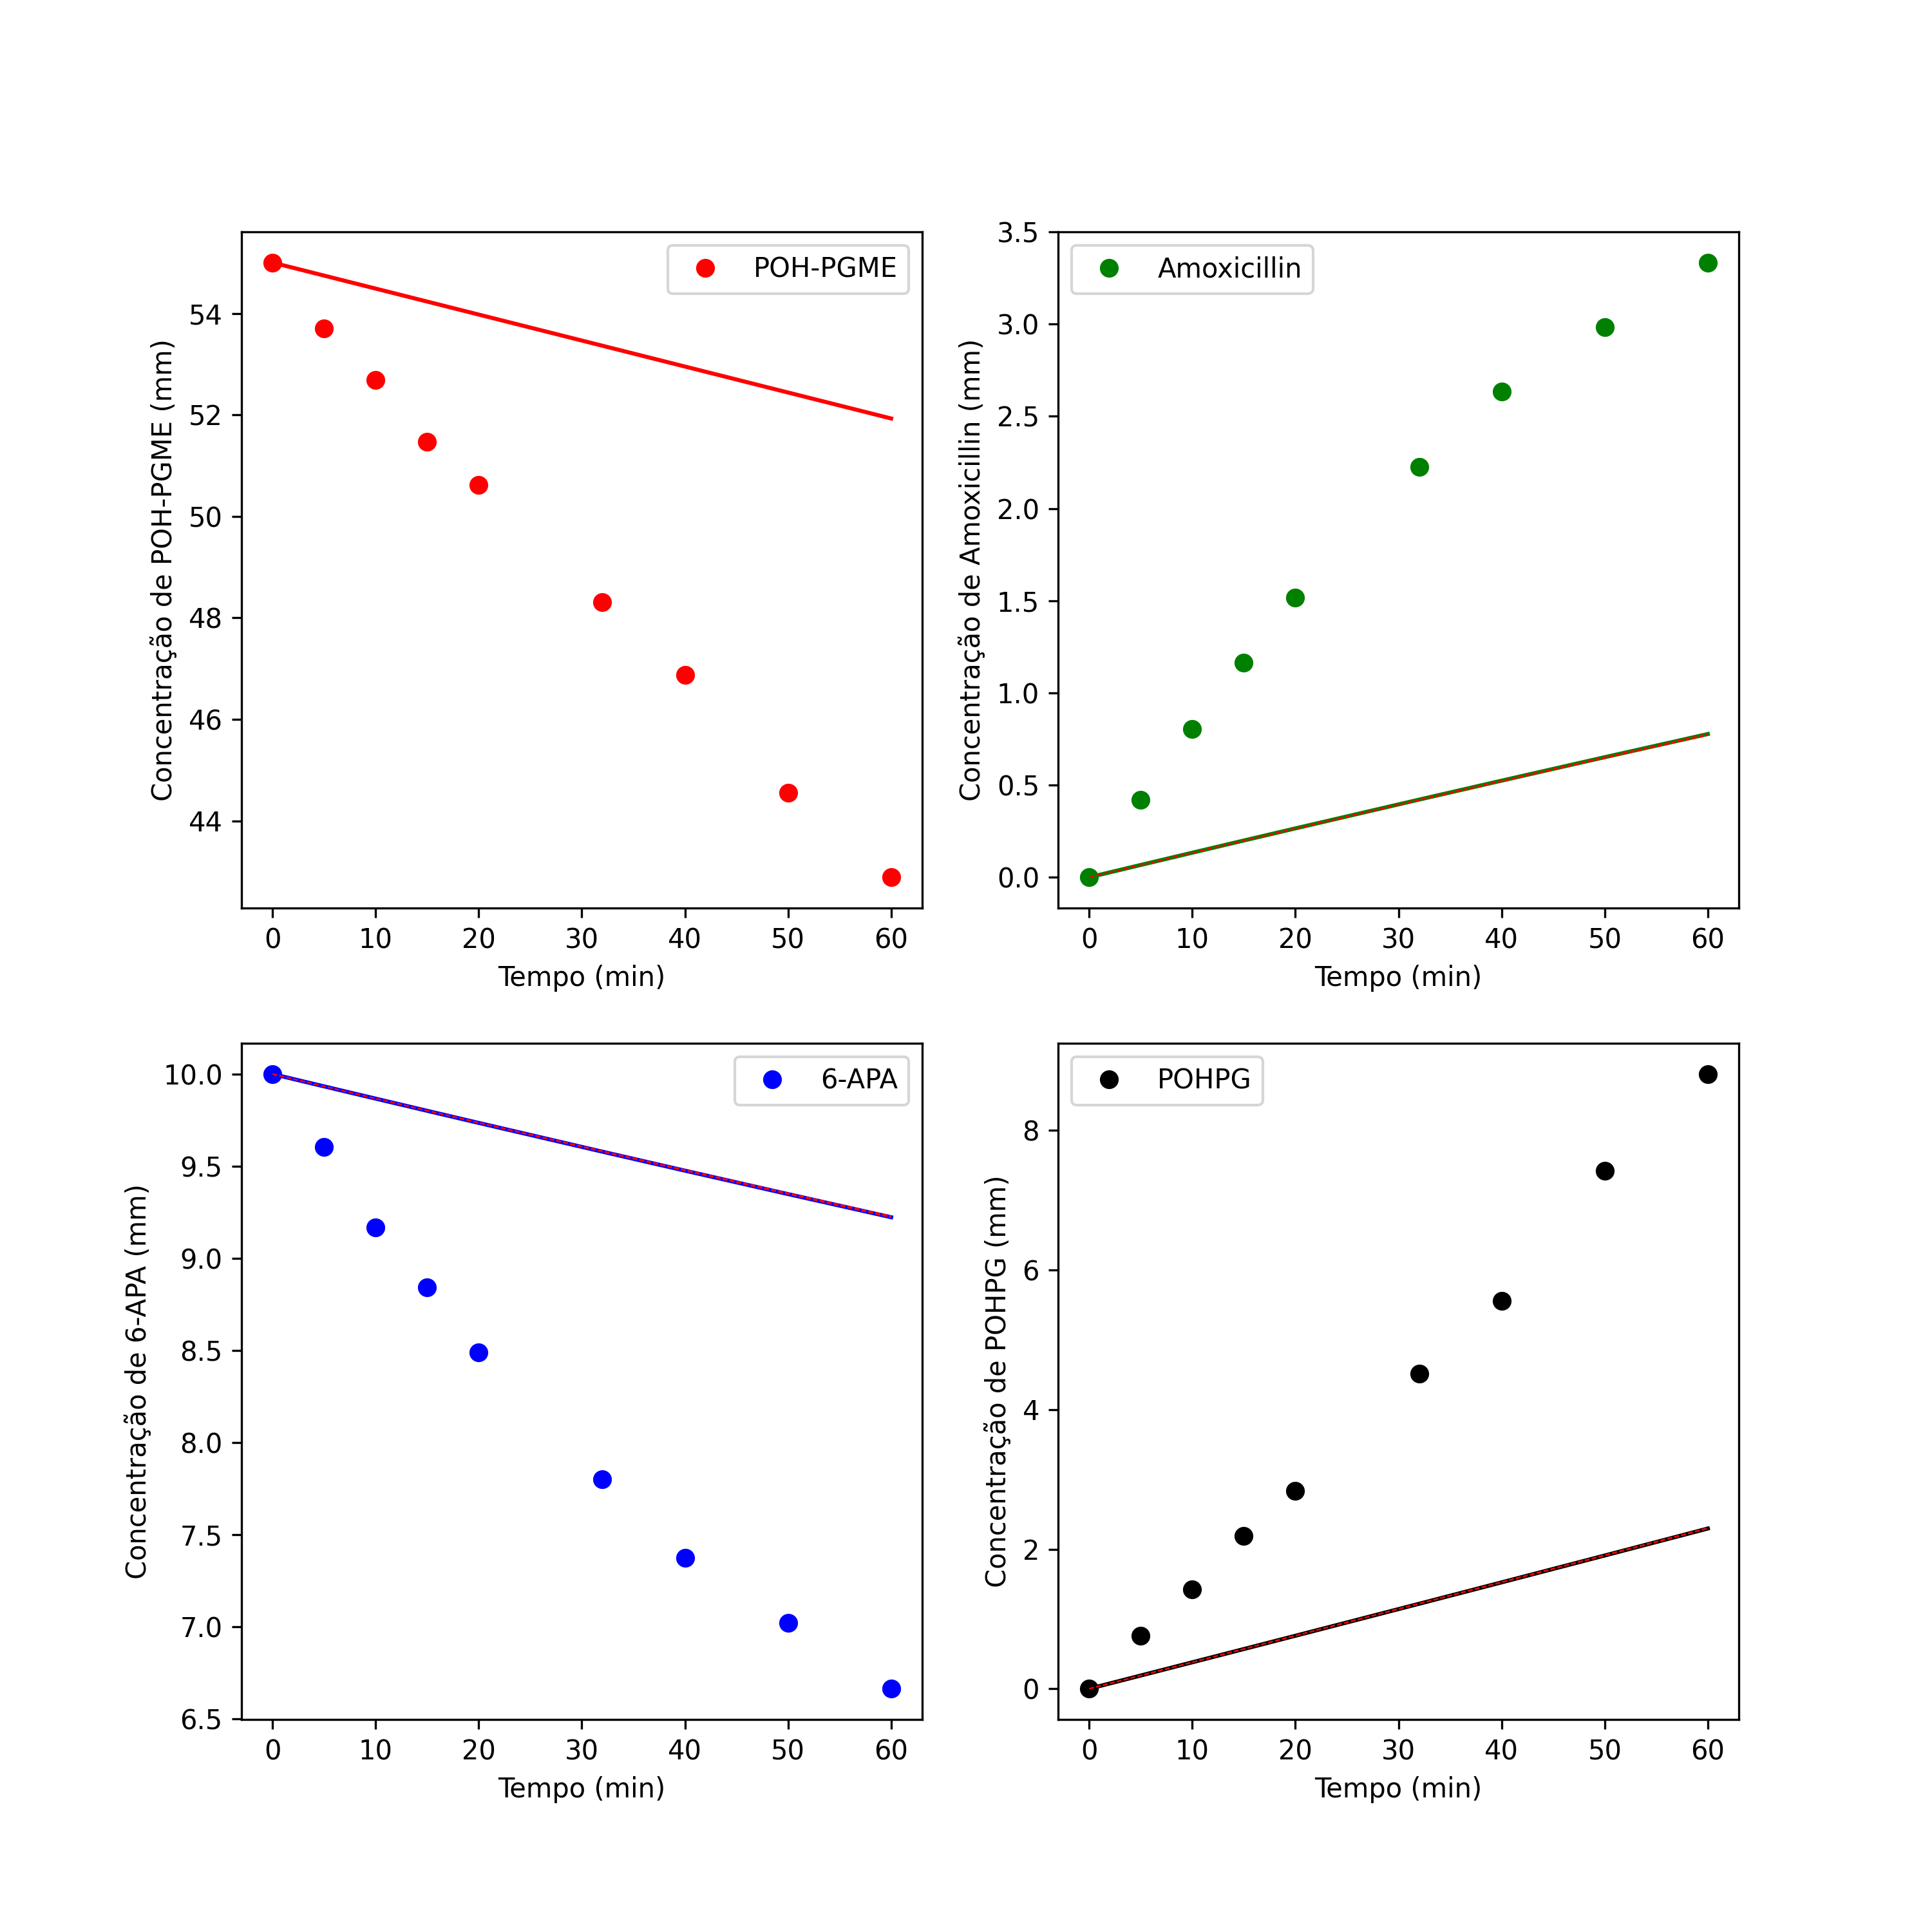 POH-PGME
Concentração de POH-PGME (mm)
54
52
50
48
46
44
0 10 20 30 40 50 60
Tempo (min)
Amoxicillin
Concentração de Amoxicillin (mm)
3.5
3.0
2.5
2.0
1.5
1.0
0.5
0.0
0 10 20 30 40 50 60
Tempo (min)
6-APA
Concentração de 6-APA (mm)
10.0
9.5
9.0
8.5
8.0
7.5
7.0
6.5
0 10 20 30 40 50 60
Tempo (min)
POHPG
Concentração de POHPG (mm)
8
6
4
2
0
0 10 20 30 40 50 60
Tempo (min)